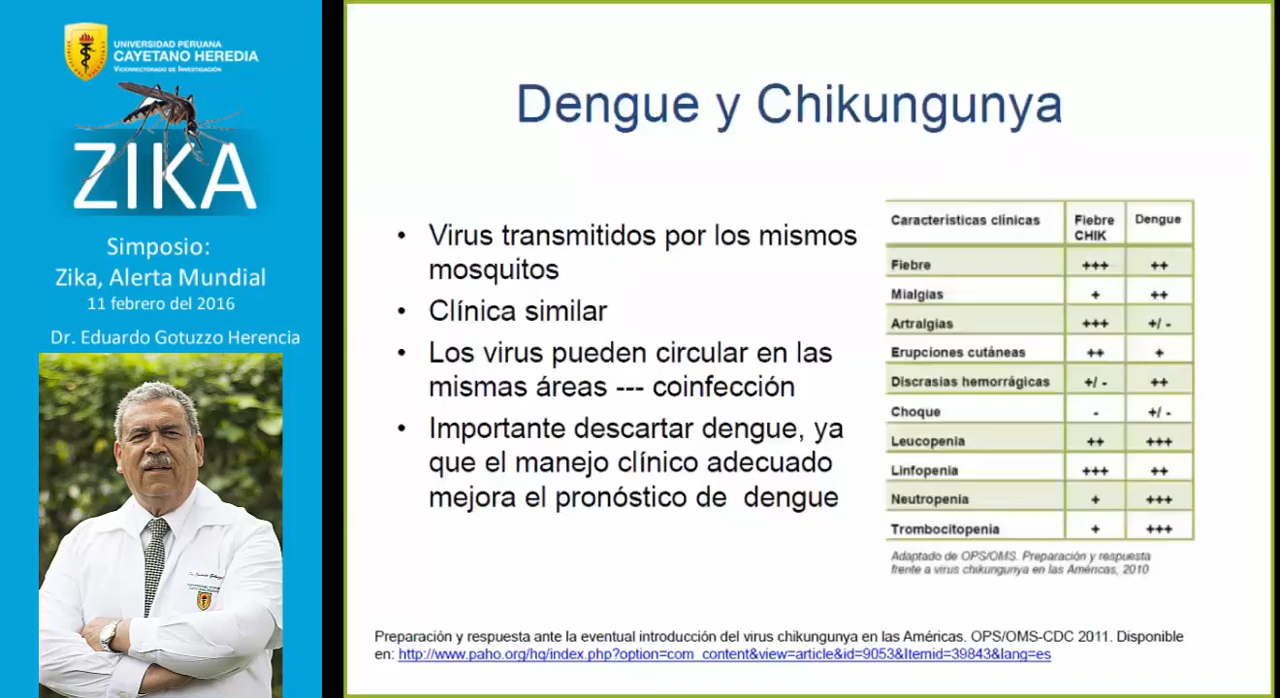 UNIVERSIDAD PERUANA
CAYETANO HEREDIA
VICERRECTORADO DE INVESTIGACIÓN
ZIKA
Simposio:
Zika, Alerta Mundial
11 febrero del 2016
Dr. Eduardo Gotuzzo Herencia
Dengue y Chikungunya
• Virus transmitidos por los mismos
mosquitos
• Clínica similar
• Los virus pueden circular en las
mismas áreas --- coinfección
• Importante descartar dengue, ya
que el manejo clínico adecuado
mejora el pronóstico de dengue
Características clínicas Fiebre CHIK Dengue
Fiebre +++ ++
Mialgias + ++
Artralgias +++ +/-
Erupciones cutáneas ++ +
Discrasias hemorrágicas +/- ++
Choque - +/-
Leucopenia ++ +++
Linfopenia +++ ++
Neutropenia + +++
Trombocitopenia + +++
Adaptado de OPS/OMS. Preparación y respuesta
frente a virus chikungunya en las Américas, 2010
Preparación y respuesta ante la eventual introducción del virus chikungunya en las Américas. OPS/OMS-CDC 2011. Disponible
en: http://www.paho.org/hq/index.php?option=com_content&view=article&id=9053&Itemid=39843&lang=es